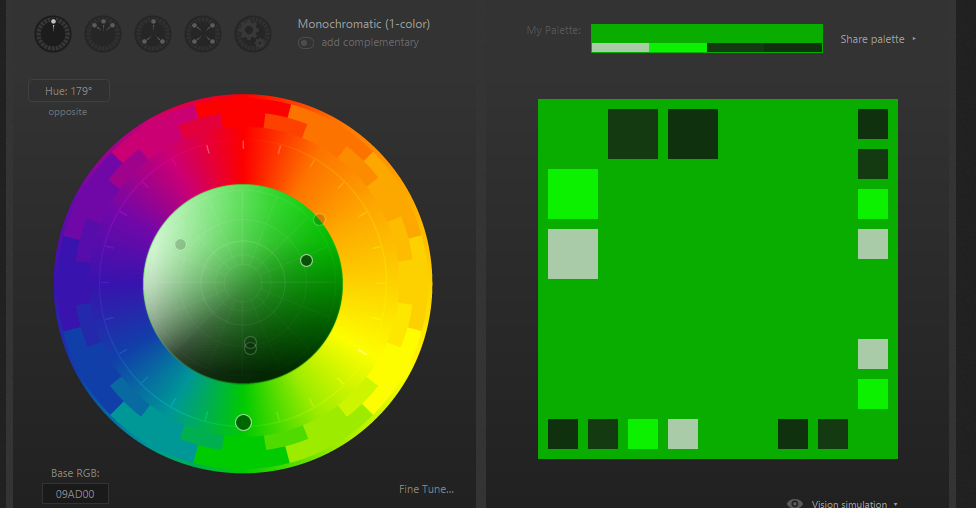 Monochromatic (1-color)
add complementary
My Palette:
Share palette
Hue: 179°
opposite
Base RGB:
09AD00
Fine Tune...
Vision simulation